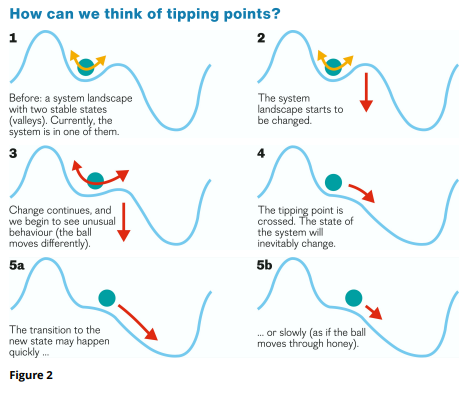 How can we think of tipping points?
1
Before: a system landscape
with two stable states
(valleys). Currently, the
system is in one of them.
2
The system
landscape starts to
be changed.
3
Change continues, and
we begin to see unusual
behaviour (the ball
moves differently).
4
The tipping point is
crossed. The state of
the system will
inevitably change.
5a
The transition to the
new state may happen
quickly ...
5b
... or slowly (as if the ball
moves through honey).
Figure 2